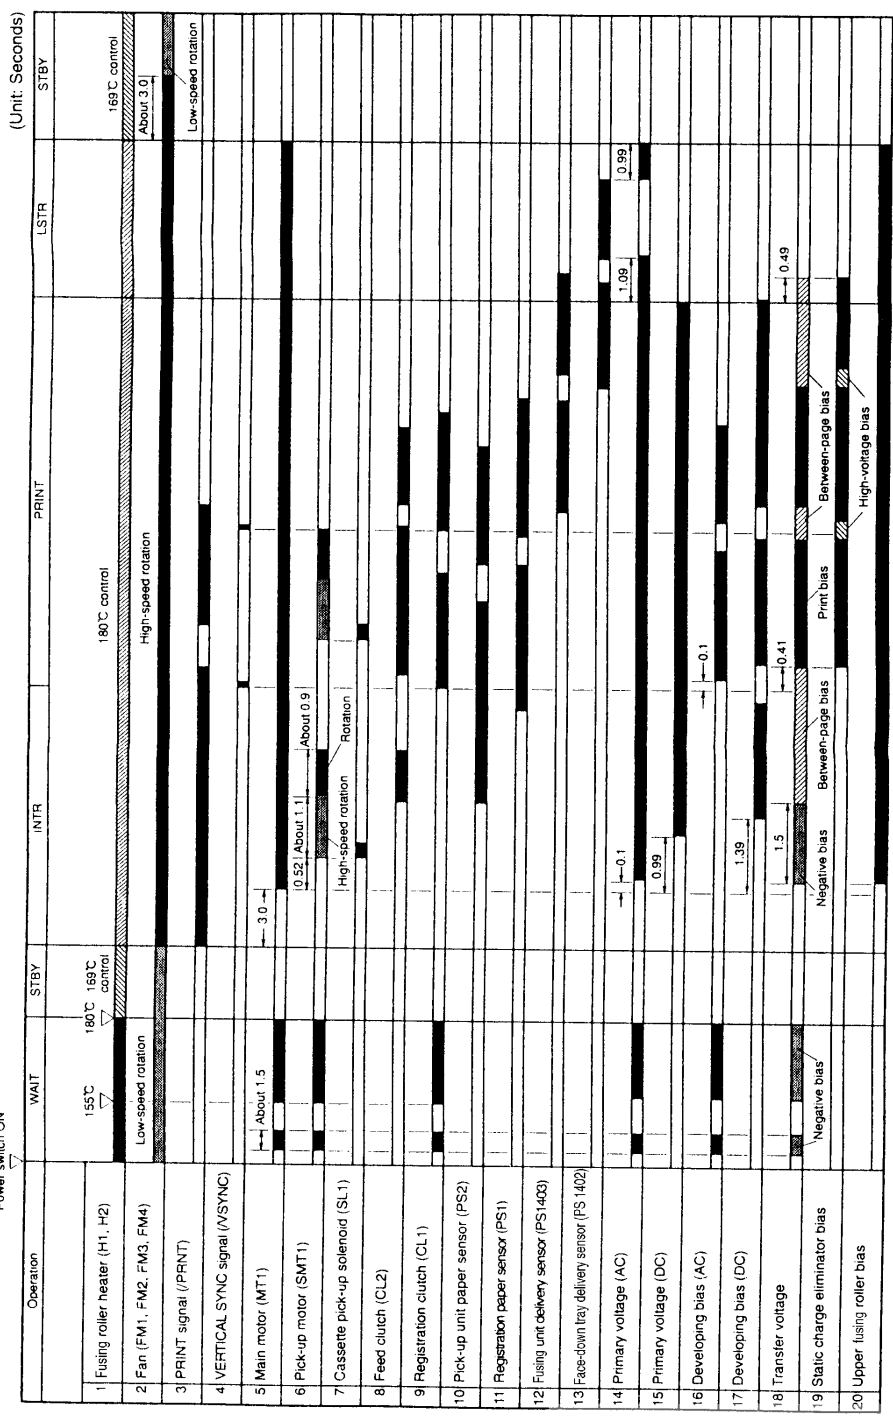 (Unit: Seconds)
Power switch ON
Operation
WAIT
STBY
INTR
PRINT
LSTR
STBY
155℃
180℃
169℃ control
180℃ control
169℃ control
1 Fusing roller heater (H1, H2)
2 Fan (FM1, FM2, FM3, FM4)
Low-speed rotation
High-speed rotation
About 3.0
3 PRINT signal (/PRNT)
Low-speed rotation
4 VERTICAL SYNC signal (/VSYNC)
5 Main motor (MT1)
About 1.5
3.0
6 Pick-up motor (SMT1)
0.52
About 1.1
About 0.9
7 Cassette pick-up solenoid (SL1)
High-speed rotation
Rotation
8 Feed clutch (CL2)
9 Registration clutch (CL1)
10 Pick-up unit paper sensor (PS2)
11 Registration paper sensor (PS1)
12 Fusing unit delivery sensor (PS1403)
13 Face-down tray delivery sensor (PS 1402)
14 Primary voltage (AC)
0.1
1.09
0.99
15 Primary voltage (DC)
0.99
16 Developing bias (AC)
0.1
17 Developing bias (DC)
1.39
18 Transfer voltage
1.5
0.41
0.49
19 Static charge eliminator bias
Negative bias
Negative bias
Between-page bias
Print bias
Between-page bias
20 Upper fusing roller bias
High-voltage bias